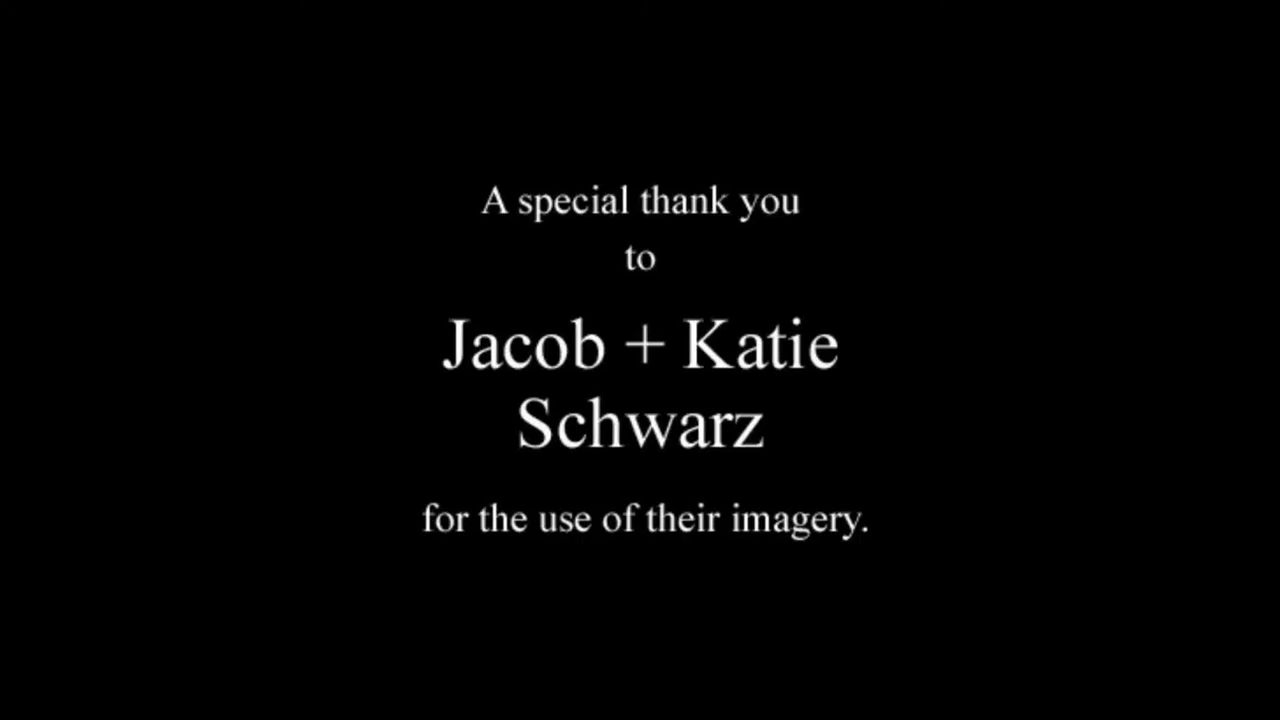 A special thank you
to
Jacob + Katie
Schwarz
for the use of their imagery.